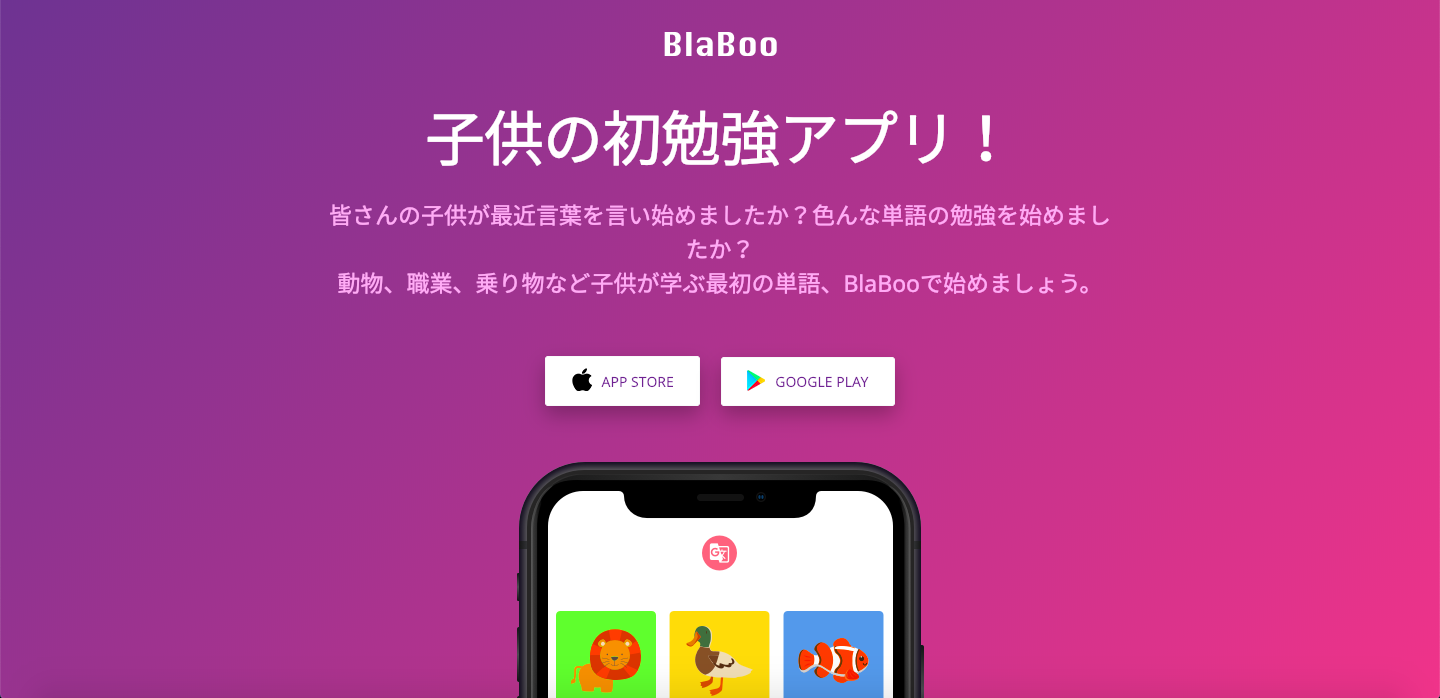 BlaBoo
子供の初勉強アプリ！
皆さんの子供が最近言葉を言い始めましたか？色んな単語の勉強を始めまし
たか？
動物、職業、乗り物など子供が学ぶ最初の単語、BlaBooで始めましょう。
APP STORE
GOOGLE PLAY